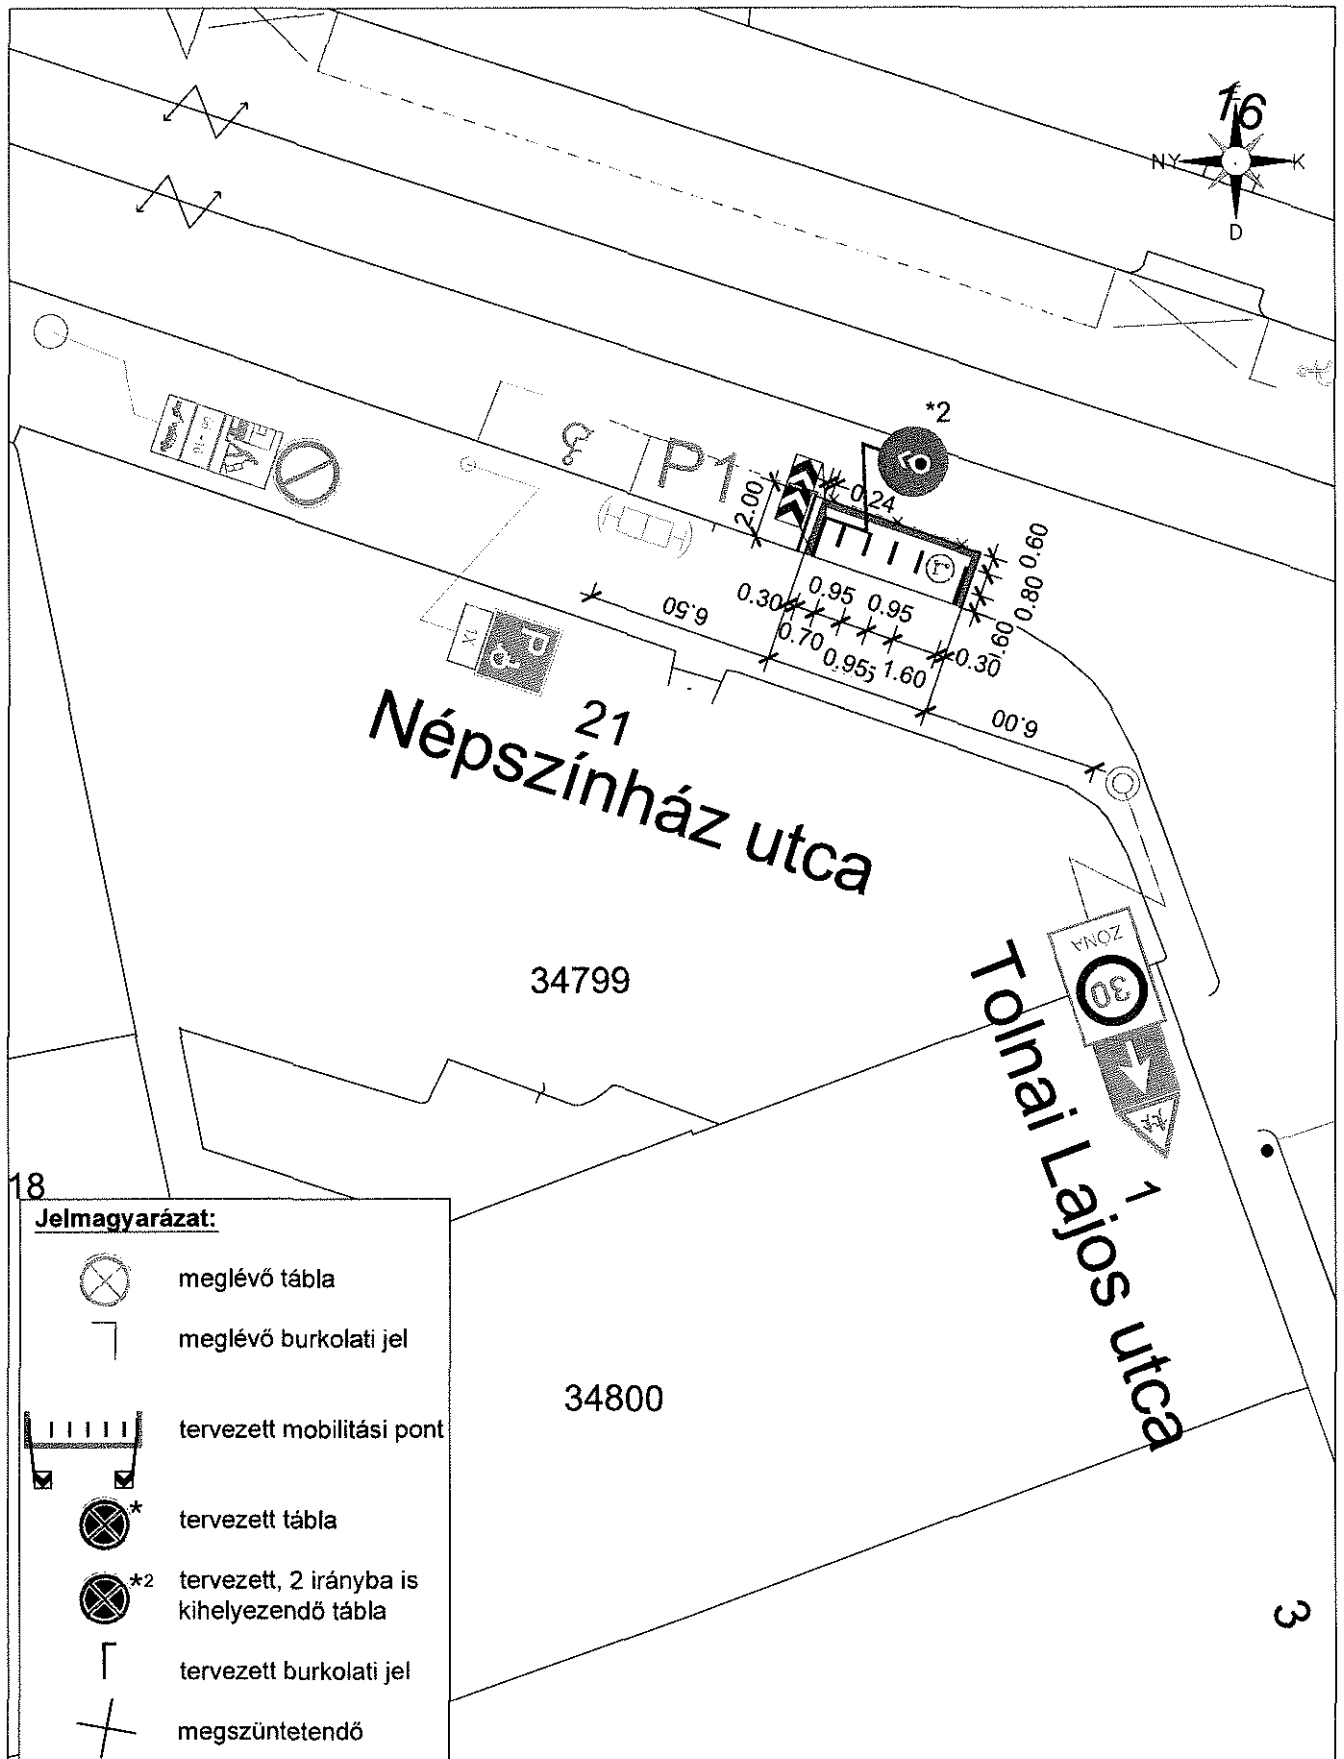 16
NY
K
D
*2
P1
2.00
0.24
0.60
0.80
0.30
0.95
0.95
0.70
0.95
1.60
0.30
6.50
6.00
P
1X
21
Népszínház utca
ZÓNA
30
34799
Tolnai Lajos utca
1
18
34800
3
Jelmagyarázat:
meglévő tábla
meglévő burkolati jel
tervezett mobilitási pont
* tervezett tábla
*2 tervezett, 2 irányba is
kihelyezendő tábla
tervezett burkolati jel
megszüntetendő